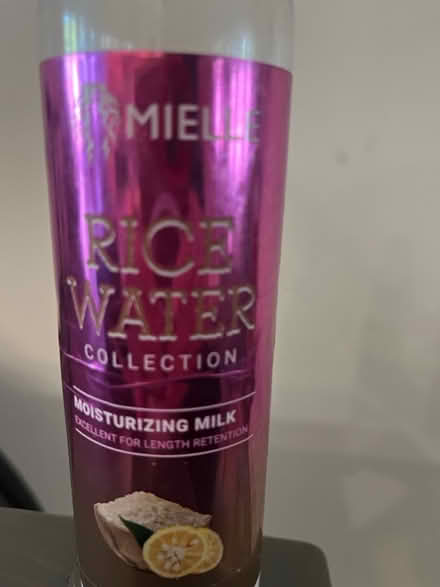 MIELLE
RICE
WATER
COLLECTION
MOISTURIZING MILK
EXCELLENT FOR LENGTH RETENTION